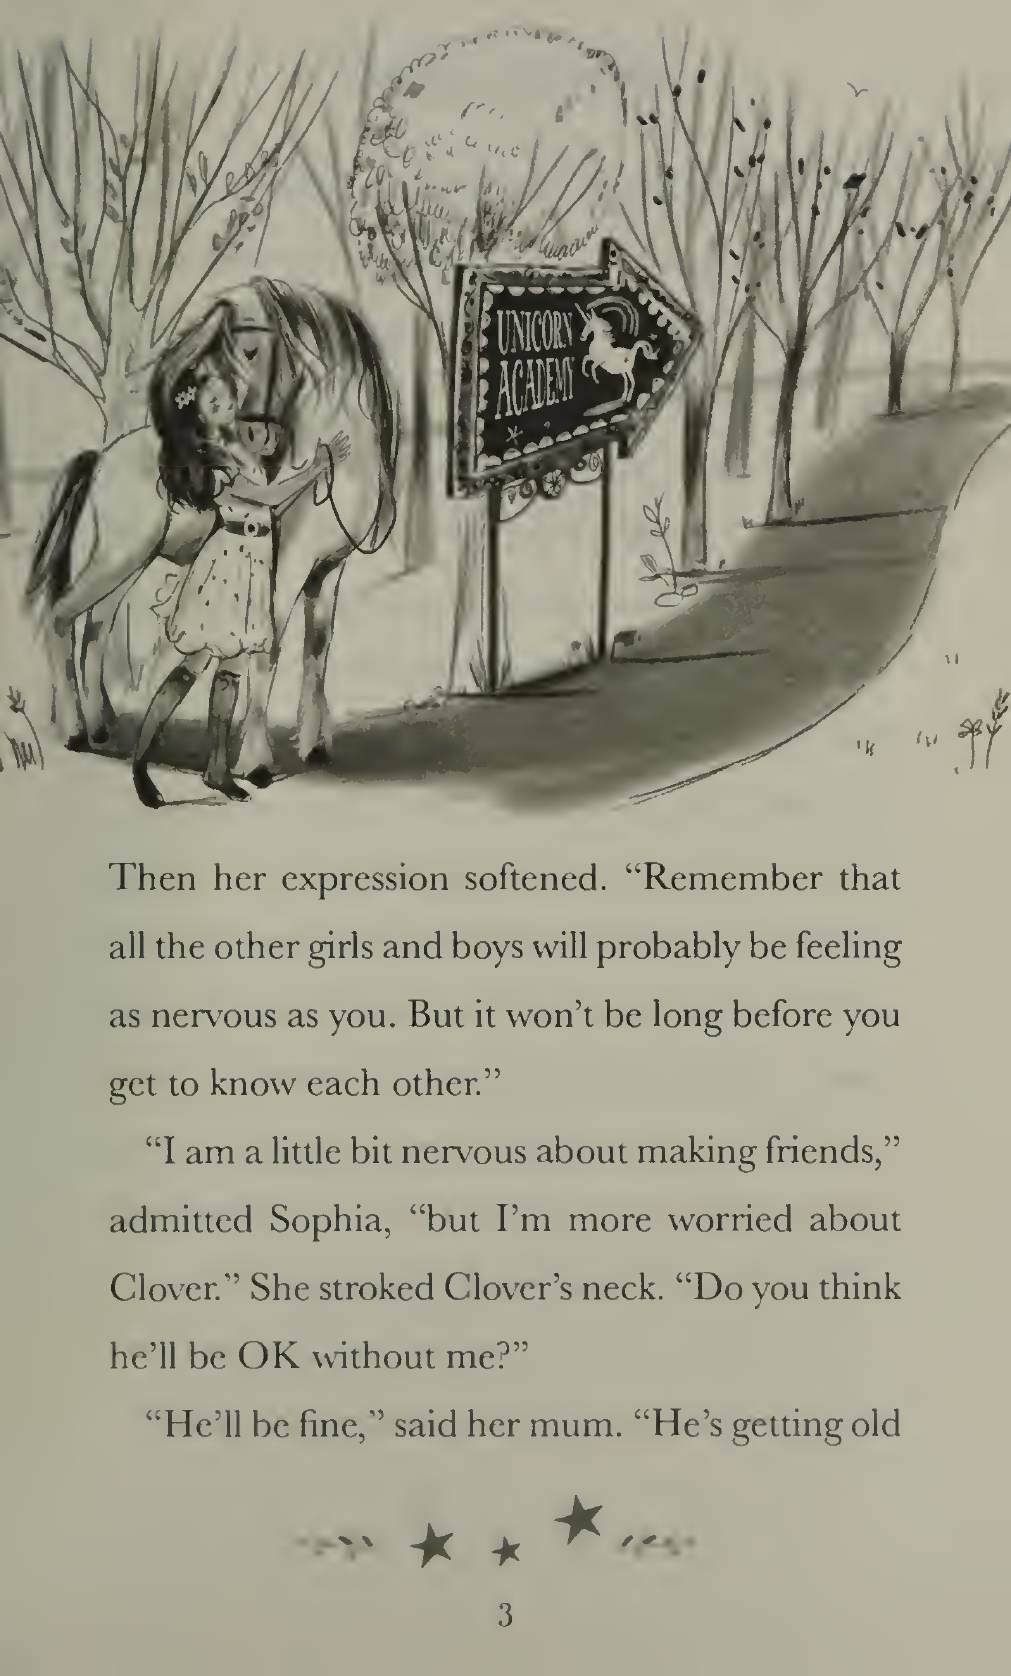 UNICORN
ACADEMY
Then her expression softened. “Remember that
all the other girls and boys will probably be feeling
as nervous as you. But it won’t be long before you
get to know each other.”
“I am a little bit nervous about making friends,”
admitted Sophia, “but I’m more worried about
Clover.” She stroked Clover’s neck. “Do you think
he’ll be OK without me?”
“He’ll be fine,” said her mum. “He’s getting old
3